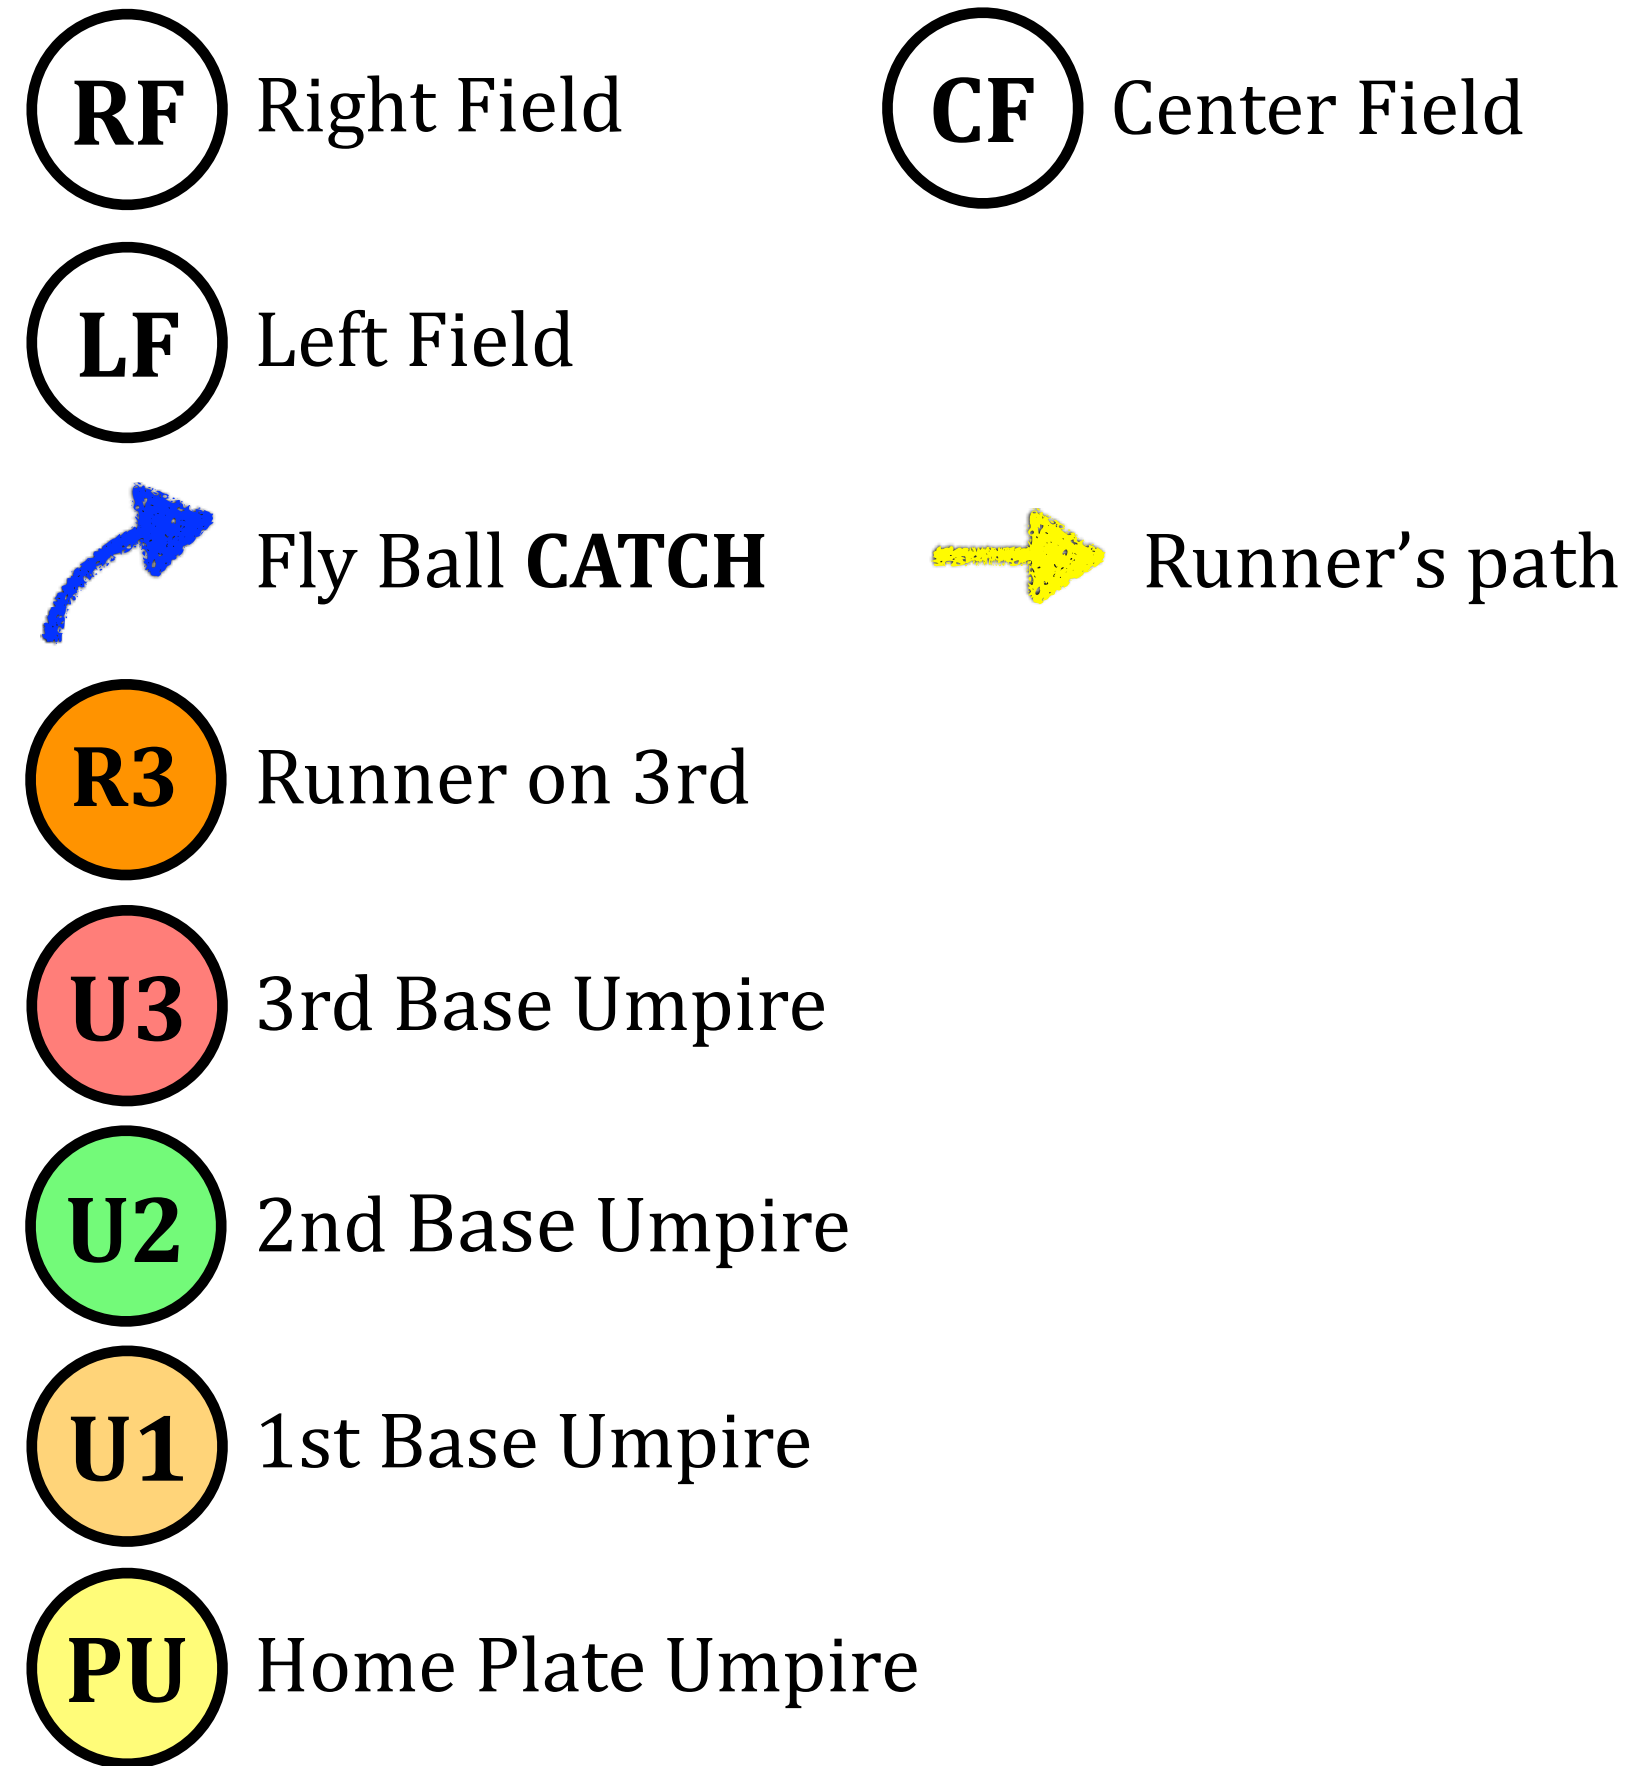 RF Right Field
CF Center Field
LF Left Field
Fly Ball CATCH
Runner’s path
R3 Runner on 3rd
U3 3rd Base Umpire
U2 2nd Base Umpire
U1 1st Base Umpire
PU Home Plate Umpire